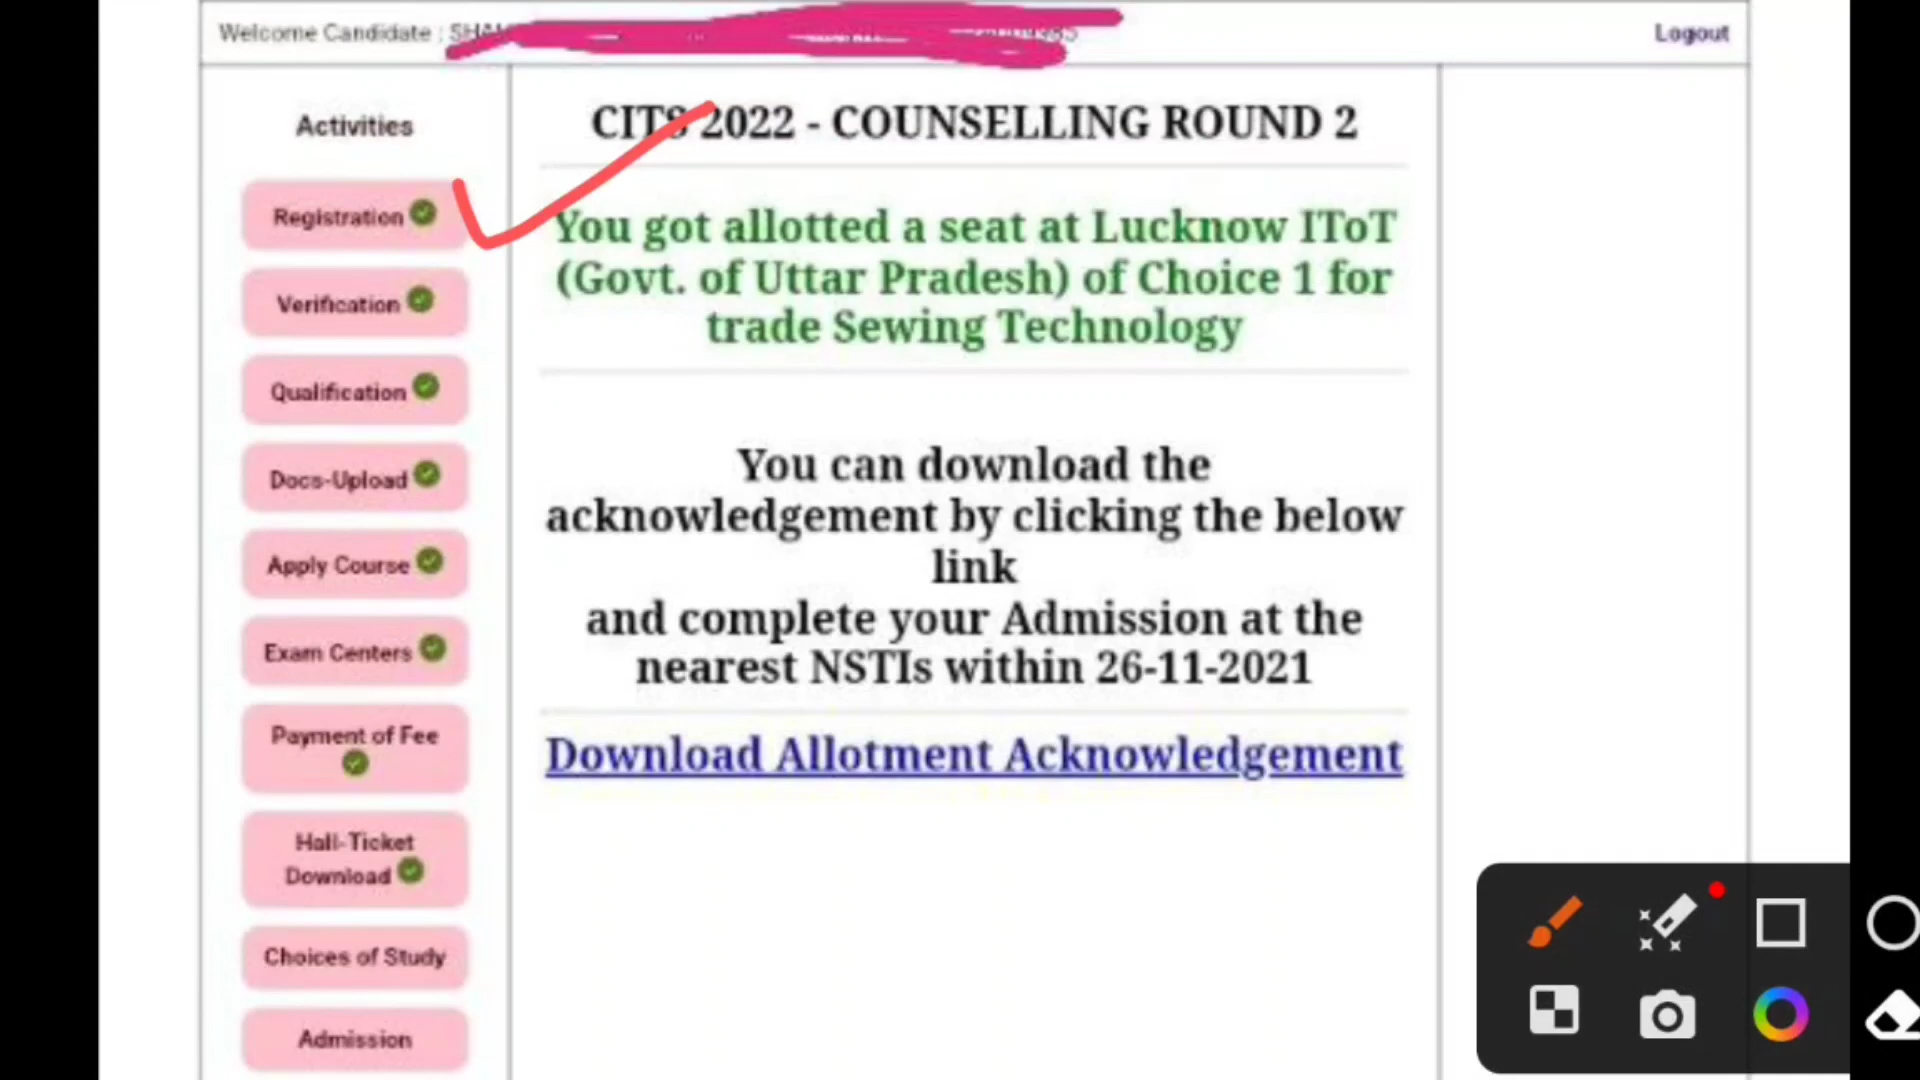 Welcome Candidate :
Logout
Activities
Registration
Verification
Qualification
Docs-Upload
Apply Course
Exam Centers
Payment of Fee
Hall-Ticket
Download
Choices of Study
Admission
CITS 2022 - COUNSELLING ROUND 2
You got allotted a seat at Lucknow IToT
(Govt. of Uttar Pradesh) of Choice 1 for
trade Sewing Technology
You can download the
acknowledgement by clicking the below
link
and complete your Admission at the
nearest NSTIs within 26-11-2021
Download Allotment Acknowledgement